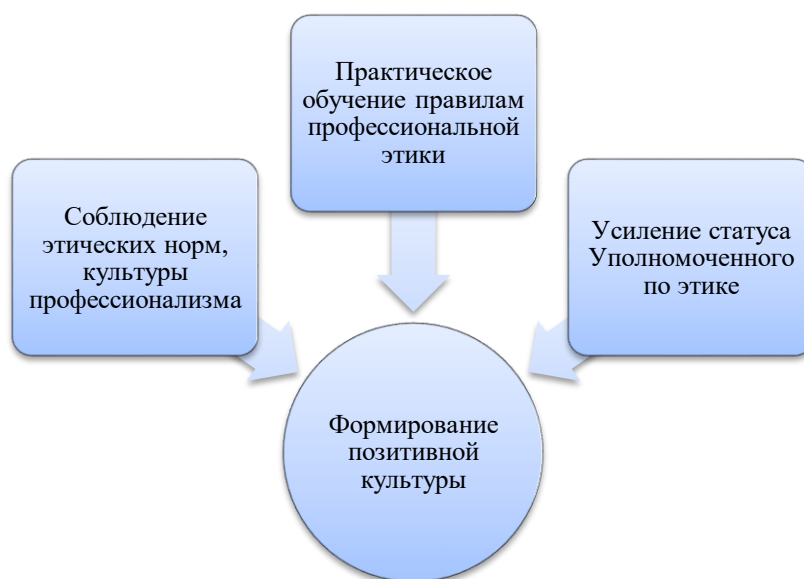 Практическое
обучение правилам
профессиональной
этики
Соблюдение
этических норм,
культуры
профессионализма
Усиление статуса
Уполномоченного
по этике
Формирование
позитивной
культуры